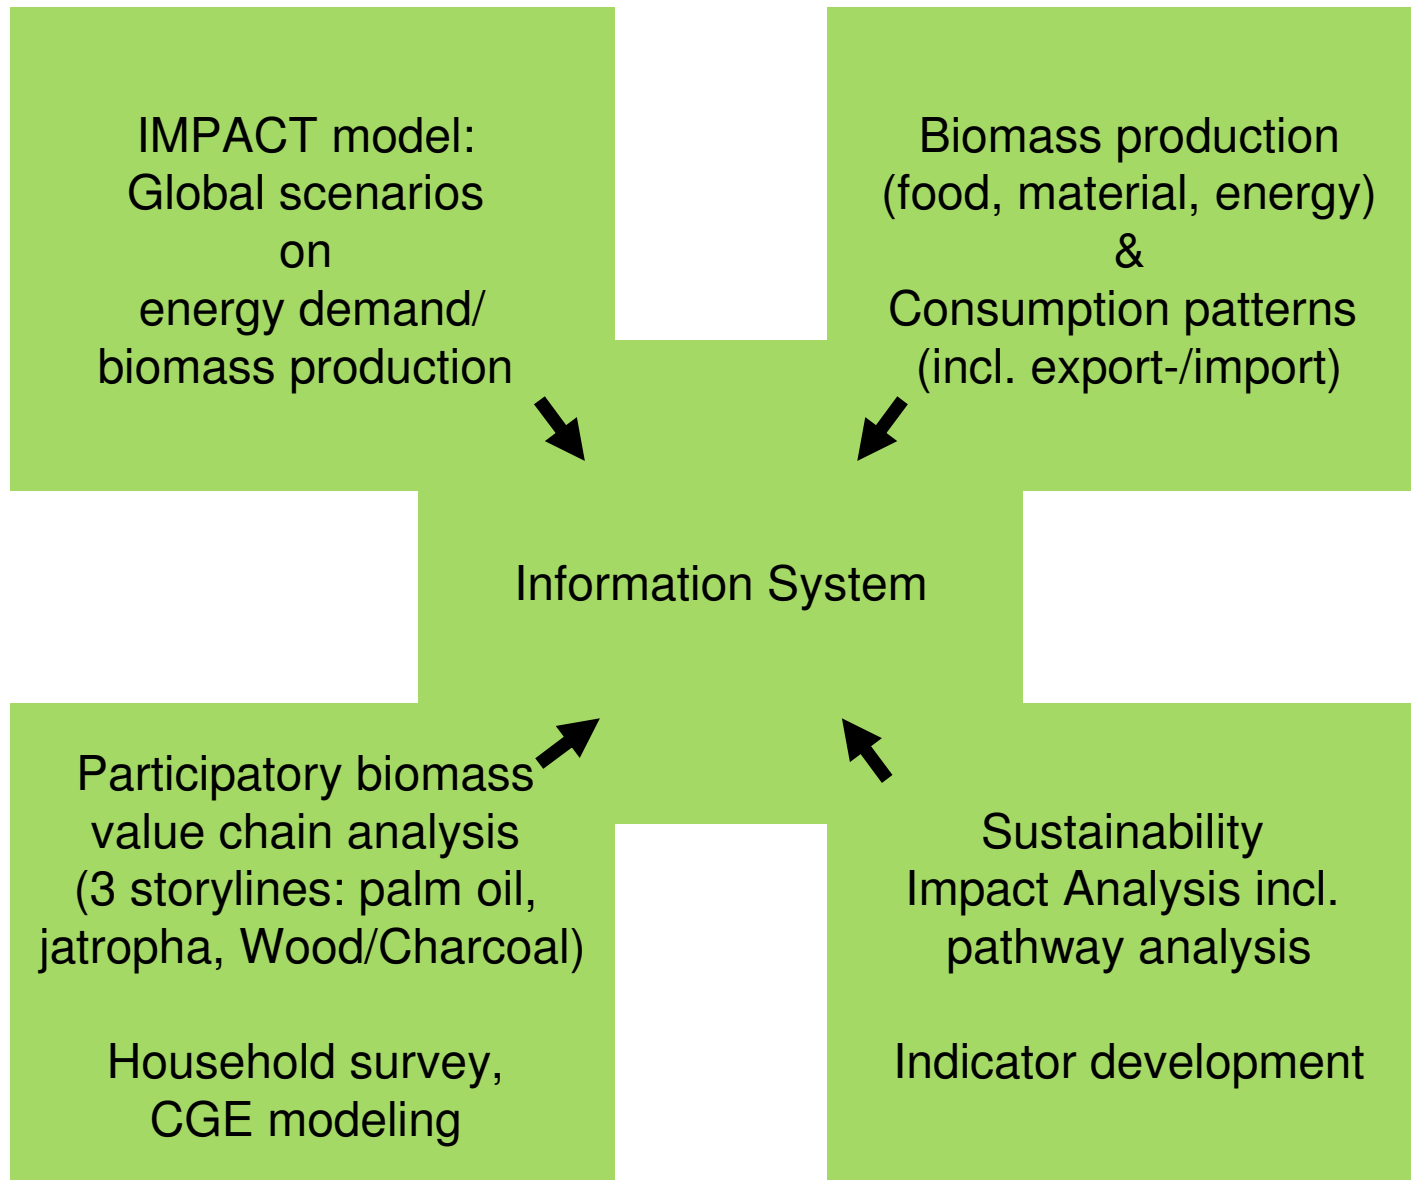 IMPACT model:
Global scenarios
on
energy demand/
biomass production
Biomass production
(food, material, energy)
&
Consumption patterns
(incl. export-/import)
Information System
Participatory biomass
value chain analysis
(3 storylines: palm oil,
jatropha, Wood/Charcoal)
Household survey,
CGE modeling
Sustainability
Impact Analysis incl.
pathway analysis
Indicator development